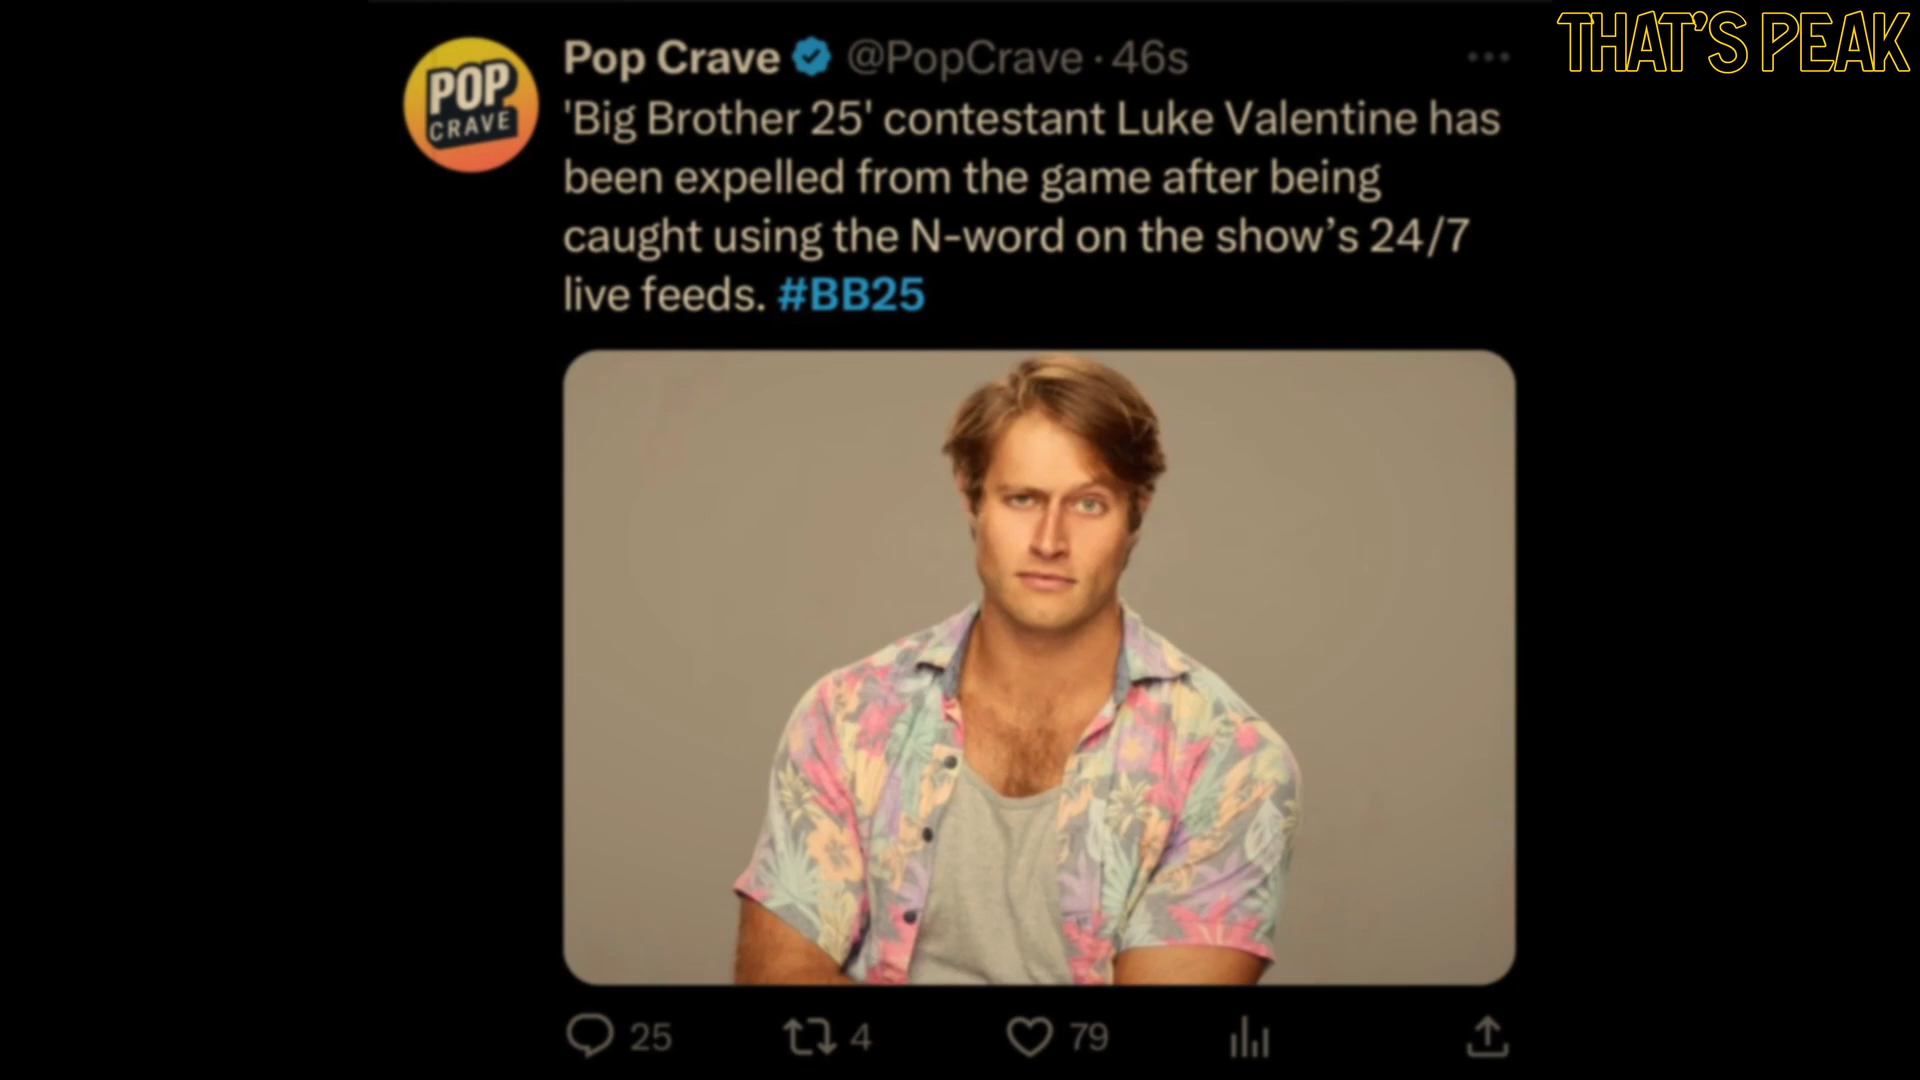 THAT'S PEAK
POP
CRAVE
Pop Crave @PopCrave · 46s
'Big Brother 25' contestant Luke Valentine has
been expelled from the game after being
caught using the N-word on the show’s 24/7
live feeds. #BB25
25 4 79